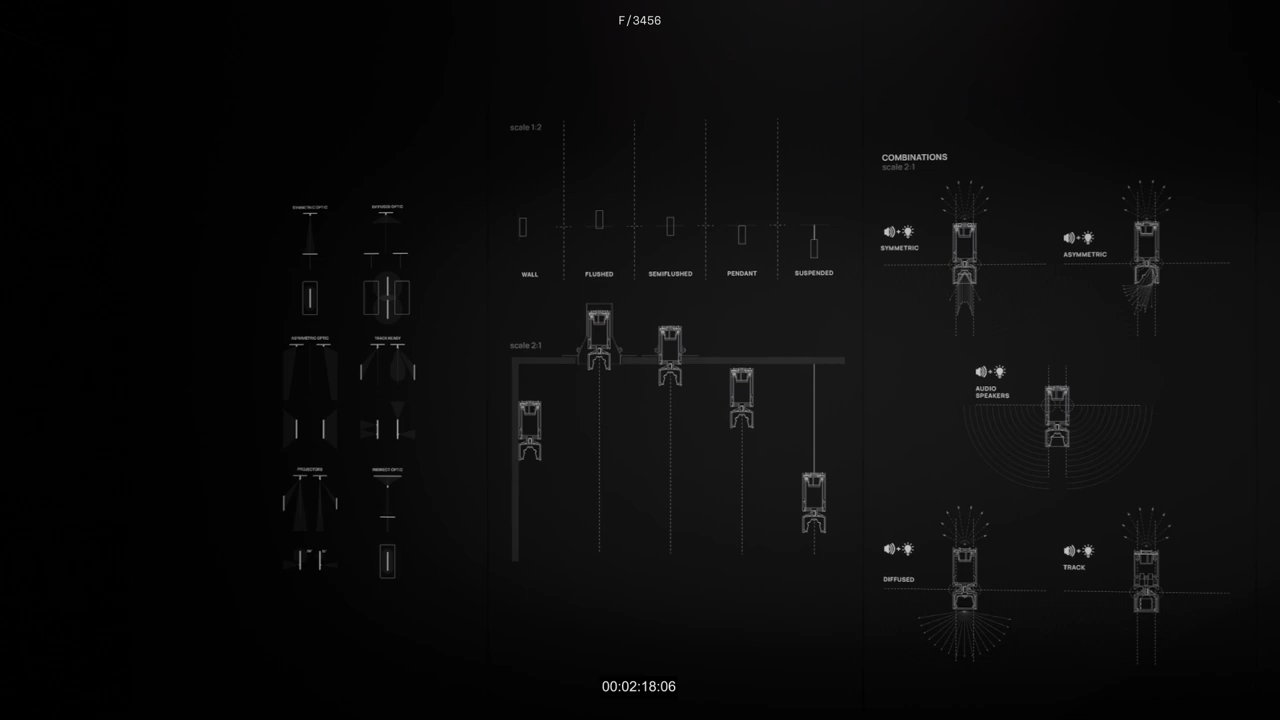 F/3456
scale 1:2
WALL
FLUSHED
SEMIFLUSHED
PENDANT
SUSPENDED
scale 2:1
SYMMETRIC OPTIC
DIFFUSED OPTIC
ASYMMETRIC OPTIC
TRACK READY
PROJECTORS
INDIRECT OPTIC
COMBINATIONS
scale 2:1
SYMMETRIC
ASYMMETRIC
AUDIO
SPEAKERS
DIFFUSED
TRACK
00:02:18:06